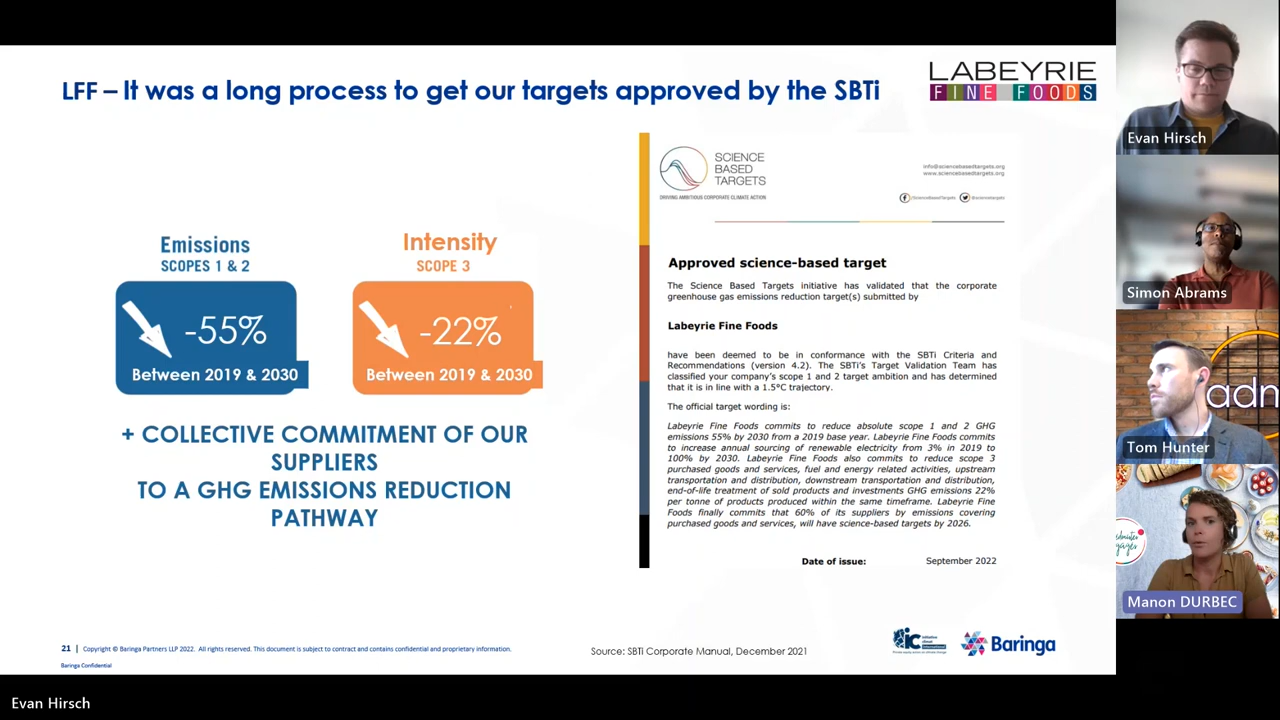 LFF – It was a long process to get our targets approved by the SBTi
LABEYRIE
FINE FOODS
Emissions
SCOPES 1 & 2
-55%
Between 2019 & 2030
Intensity
SCOPE 3
-22%
Between 2019 & 2030
+ COLLECTIVE COMMITMENT OF OUR
SUPPLIERS
TO A GHG EMISSIONS REDUCTION
PATHWAY
SCIENCE
BASED
TARGETS
DRIVING AMBITIOUS CORPORATE CLIMATE ACTION
info@sciencebasedtargets.org
www.sciencebasedtargets.org
/ScienceBasedTargets
@sciencetargets
Approved science-based target
The Science Based Targets initiative has validated that the corporate
greenhouse gas emissions reduction target(s) submitted by
Labeyrie Fine Foods
have been deemed to be in conformance with the SBTi Criteria and
Recommendations (version 4.2). The SBTi's Target Validation Team has
classified your company's scope 1 and 2 target ambition and has determined
that it is in line with a 1.5°C trajectory.
The official target wording is:
Labeyrie Fine Foods commits to reduce absolute scope 1 and 2 GHG
emissions 55% by 2030 from a 2019 base year. Labeyrie Fine Foods commits
to increase annual sourcing of renewable electricity from 3% in 2019 to
100% by 2030. Labeyrie Fine Foods also commits to reduce scope 3
purchased goods and services, fuel and energy related activities, upstream
transportation and distribution, downstream transportation and distribution,
end-of-life treatment of sold products and investments GHG emissions 22%
per tonne of products produced within the same timeframe. Labeyrie Fine
Foods finally commits that 60% of its suppliers by emissions covering
purchased goods and services, will have science-based targets by 2026.
Date of issue: September 2022
21 | Copyright © Baringa Partners LLP 2022. All rights reserved. This document is subject to contract and contains confidential and proprietary information.
Baringa Confidential
Source: SBTi Corporate Manual, December 2021
iC
initiative
climat
international
Baringa
Evan Hirsch
Simon Abrams
adn
Tom Hunter
Manon DURBEC
Evan Hirsch